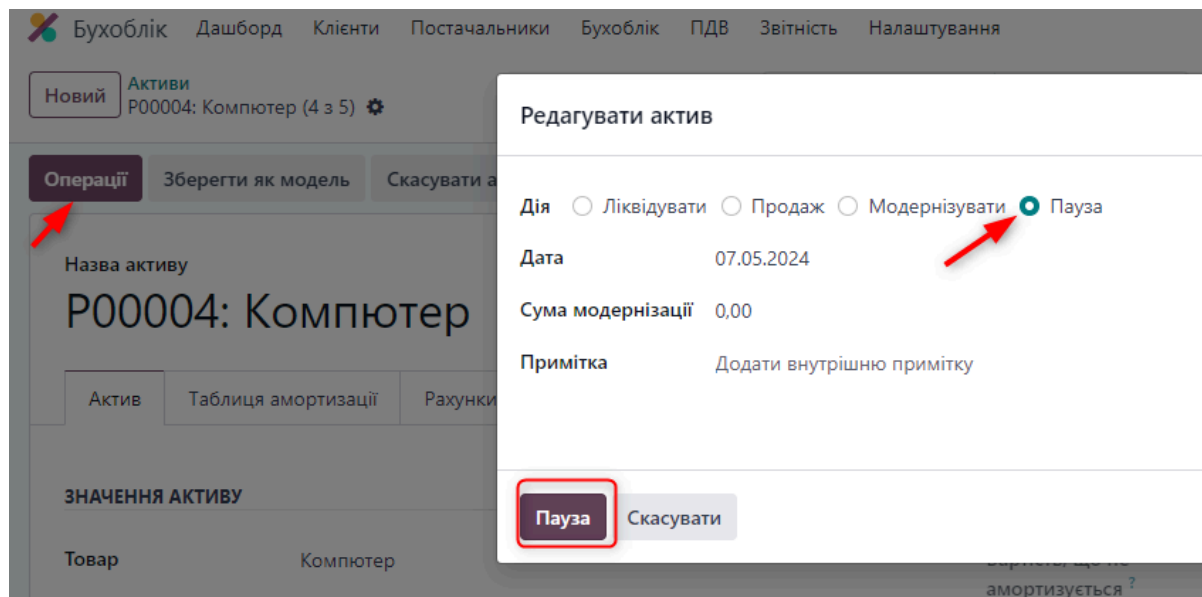 Бухоблік Дашборд Клієнти Постачальники Бухоблік ПДВ Звітність Налаштування
Новий
Активи
P00004: Компютер (4 з 5)
Редагувати актив
Операції Зберегти як модель Скасувати а
Дія Ліквідувати Продаж Модернізувати Пауза
Дата 07.05.2024
Сума модернізації 0,00
Примітка Додати внутрішню примітку
Назва активу
P00004: Компютер
Актив Таблиця амортизації Рахунки
ЗНАЧЕННЯ АКТИВУ
Пауза Скасувати
Товар Компютер
амортизується ?